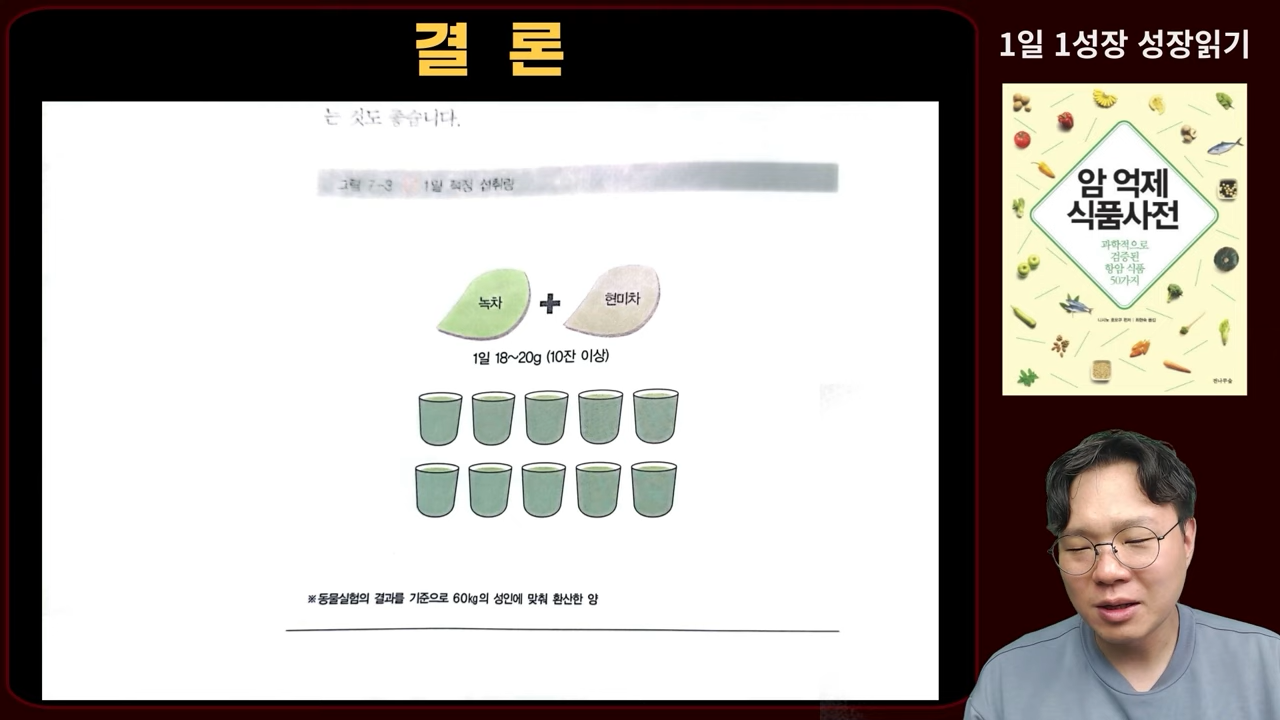 결 론
1일 1성장 성장읽기
는 것도 좋습니다.
그림 7-3 1일 적정 섭취량
녹차
현미차
1일 18~20g (10잔 이상)
※동물실험의 결과를 기준으로 60kg의 성인에 맞춰 환산한 양
암 억제
식품사전
과학적으로
검증된
항암 식품
50가지
전나무숲